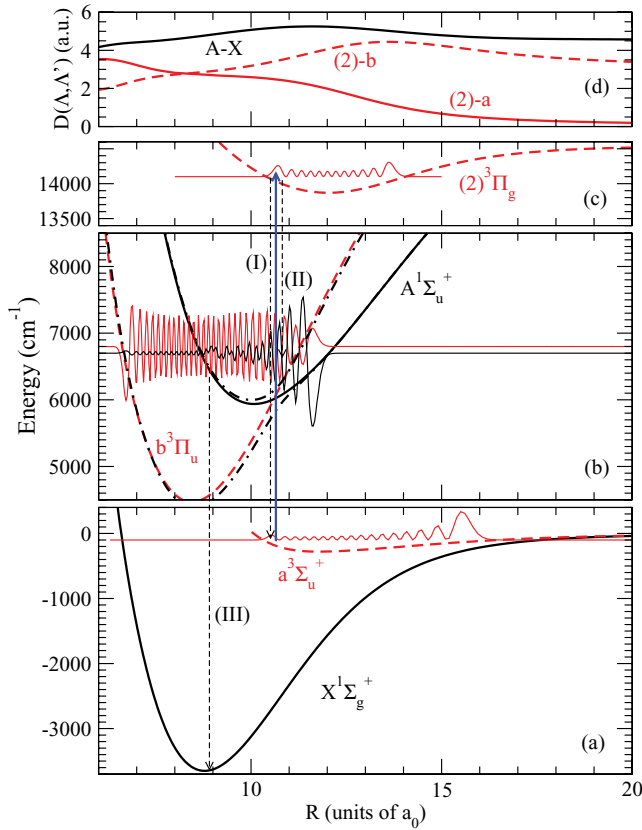 D(Λ,Λ') (a.u.)
6
4
2
0
A-X
(2)-b
(2)-a
(d)
14000
13400
(2)³Π_g
(c)
Energy (cm⁻¹)
8000
7000
6000
5000
(I)
(II)
A¹Σ_u⁺
b³Π_u
(b)
0
-1000
-2000
-3000
a³Σ_u⁺
(III)
X¹Σ_g⁺
(a)
10
15
20
R (units of a₀)